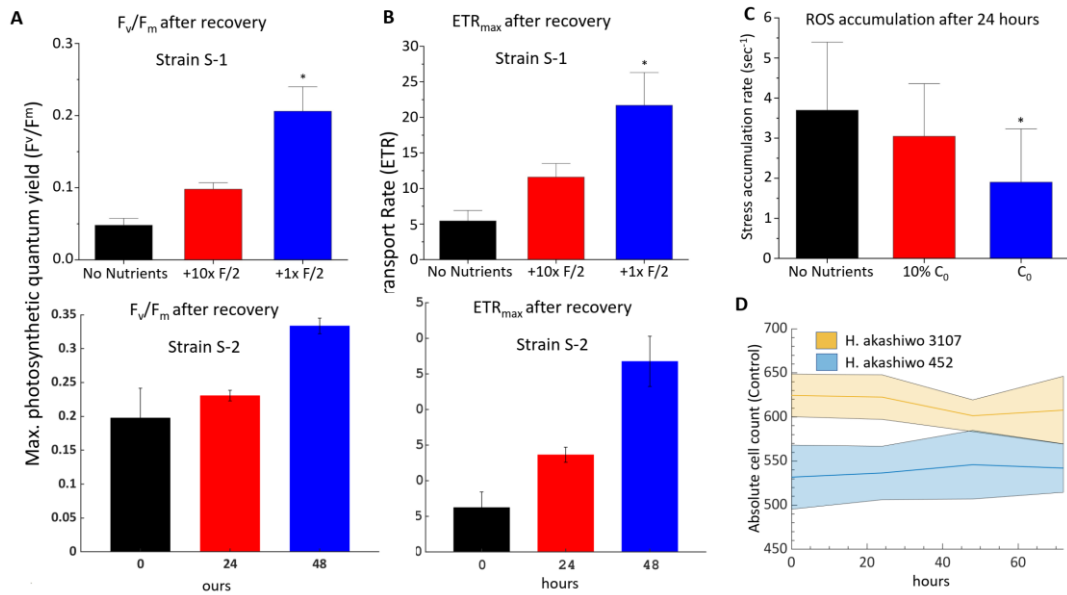 A
Fv/Fm after recovery
Strain S-1
Max. photosynthetic quantum yield (Fv/Fm)
0.3
0.2
0.1
0.0
*
No Nutrients
+10x F/2
+1x F/2
Fv/Fm after recovery
Strain S-2
0.35
0.3
0.25
0.2
0.15
0.1
0.05
0
0
24
48
ours
B
ETRmax after recovery
Strain S-1
ransport Rate (ETR)
30
25
20
15
10
5
0
*
No Nutrients
+10x F/2
+1x F/2
ETRmax after recovery
Strain S-2
5
0
5
0
5
0
0
24
48
hours
C
ROS accumulation after 24 hours
Stress accumulation rate (sec-1)
6
5
4
3
2
1
0
*
No Nutrients
10% C0
C0
D
Absolute cell count (Control)
700
650
600
550
500
450
H. akashiwo 3107
H. akashiwo 452
0
20
40
60
hours